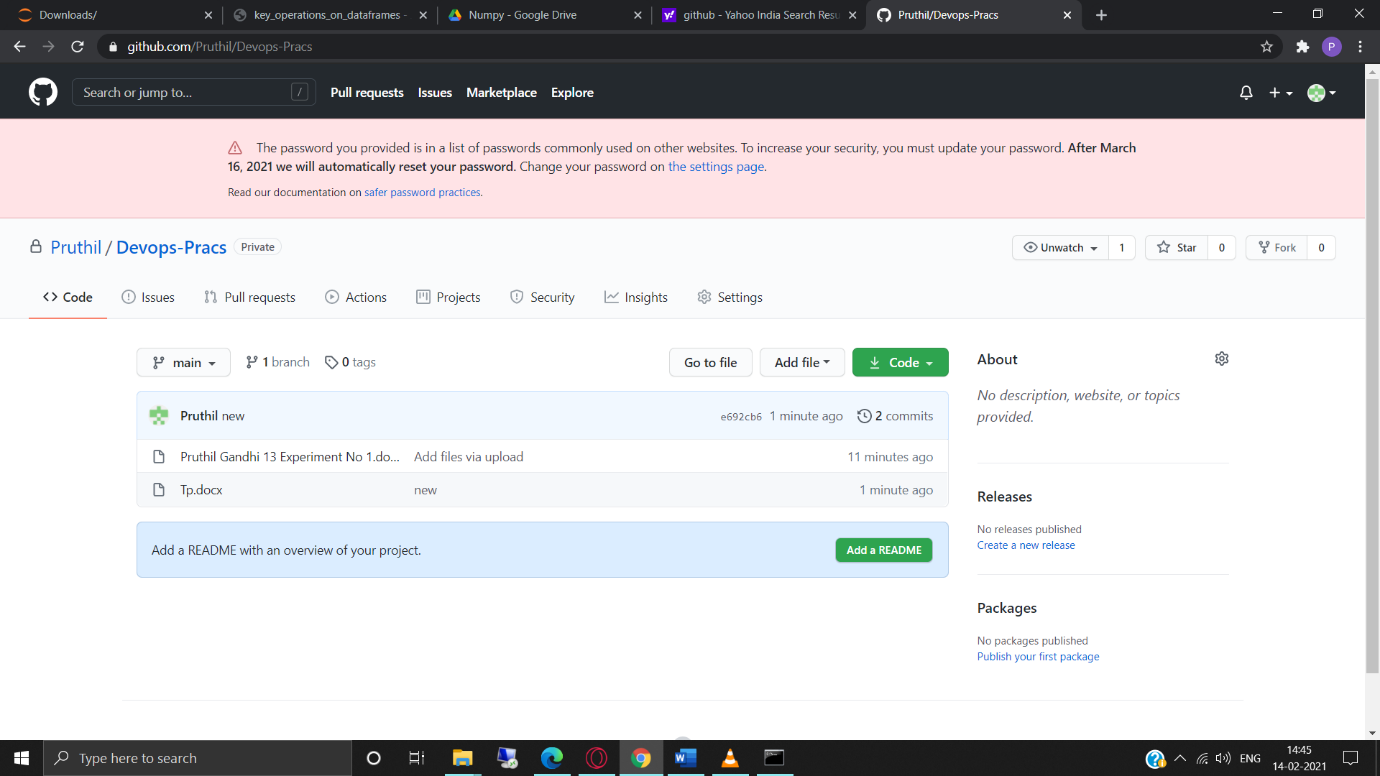 Downloads/
key_operations_on_dataframes -
Numpy - Google Drive
github - Yahoo India Search Resu
Pruthil/Devops-Pracs
github.com/Pruthil/Devops-Pracs
P
Search or jump to...
/
Pull requests
Issues
Marketplace
Explore
The password you provided is in a list of passwords commonly used on other websites. To increase your security, you must update your password. After March
16, 2021 we will automatically reset your password. Change your password on the settings page.
Read our documentation on safer password practices.
Pruthil / Devops-Pracs
Private
Unwatch
1
Star
0
Fork
0
Code
Issues
Pull requests
Actions
Projects
Security
Insights
Settings
main
1 branch
0 tags
Go to file
Add file
Code
About
No description, website, or topics
provided.
Pruthil new
e692cb6 1 minute ago
2 commits
Pruthil Gandhi 13 Experiment No 1.do...
Add files via upload
11 minutes ago
Tp.docx
new
1 minute ago
Add a README with an overview of your project.
Add a README
Releases
No releases published
Create a new release
Packages
No packages published
Publish your first package
Type here to search
ENG
14:45
14-02-2021